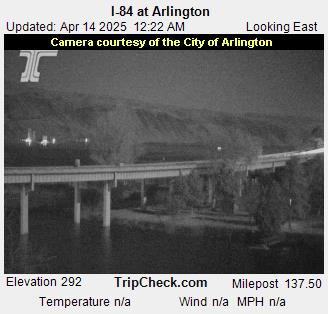 I-84 at Arlington
Updated: Apr 14 2025 12:22 AM Looking East
Camera courtesy of the City of Arlington
Elevation 292 TripCheck.com Milepost 137.50
Temperature n/a Wind n/a MPH n/a